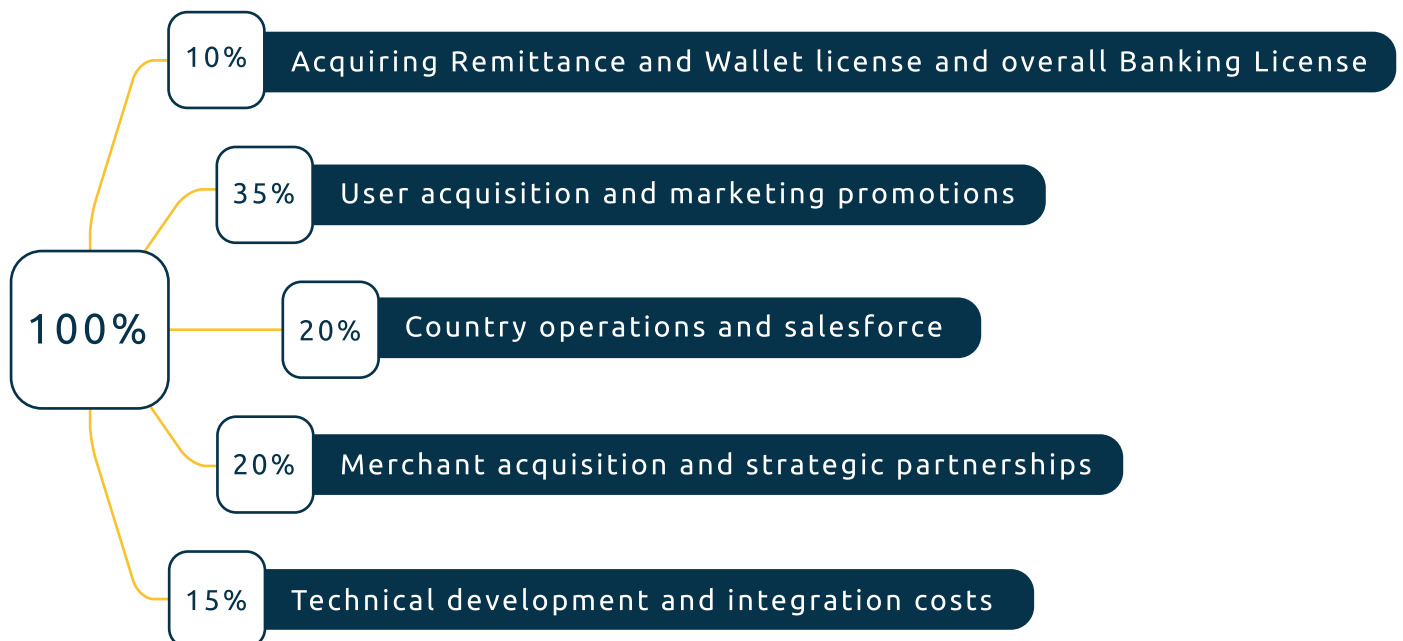 10%
Acquiring Remittance and Wallet license and overall Banking License
35%
User acquisition and marketing promotions
100%
20%
Country operations and salesforce
20%
Merchant acquisition and strategic partnerships
15%
Technical development and integration costs